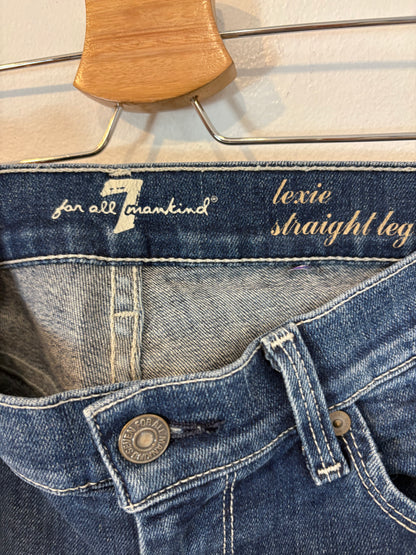 for all 7 mankind®
lexie
straight leg